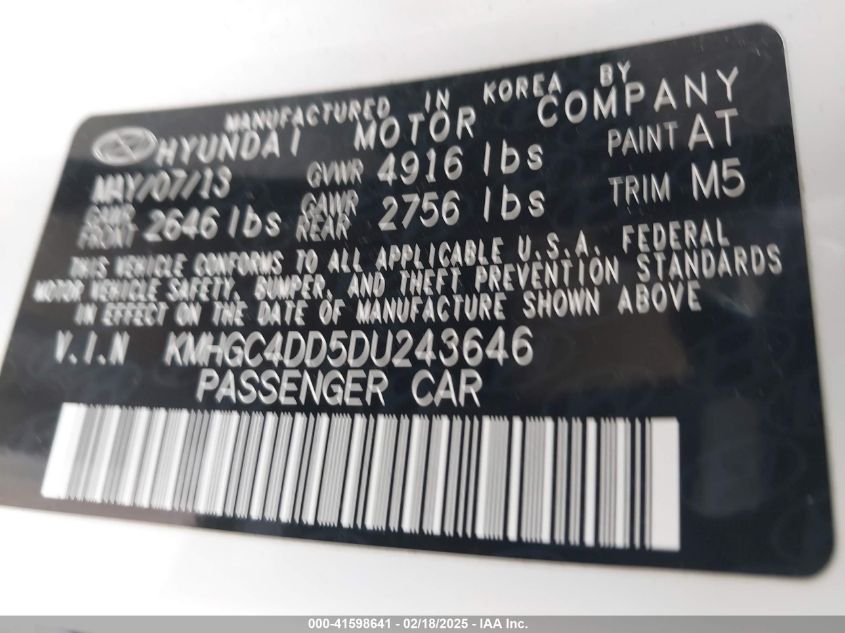 MANUFACTURED IN KOREA BY
HYUNDAI MOTOR COMPANY
MAY/07/13 GVWR 4916 lbs PAINT AT
GAWR FRONT 2646 lbs GAWR REAR 2756 lbs TRIM M5
THIS VEHICLE CONFORMS TO ALL APPLICABLE U.S.A. FEDERAL
MOTOR VEHICLE SAFETY, BUMPER, AND THEFT PREVENTION STANDARDS
IN EFFECT ON THE DATE OF MANUFACTURE SHOWN ABOVE
V.I.N KMHGC4DD5DU243646
PASSENGER CAR
000-41598641 - 02/18/2025 - IAA Inc.